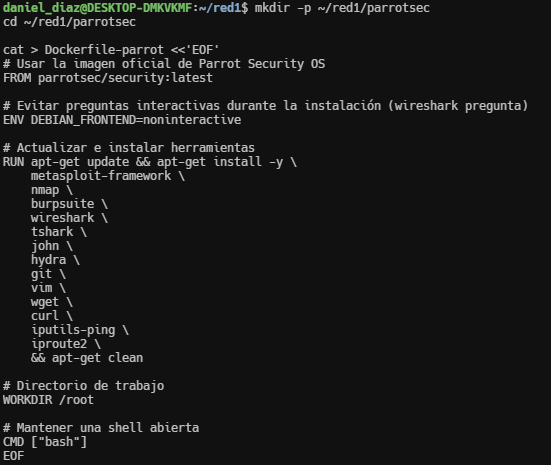 daniel_diaz@DESKTOP-DMKVKMF:~/red1$ mkdir -p ~/red1/parrotsec
cd ~/red1/parrotsec

cat > Dockerfile-parrot <<'EOF'
# Usar la imagen oficial de Parrot Security OS
FROM parrotsec/security:latest

# Evitar preguntas interactivas durante la instalación (wireshark pregunta)
ENV DEBIAN_FRONTEND=noninteractive

# Actualizar e instalar herramientas
RUN apt-get update && apt-get install -y \
    metasploit-framework \
    nmap \
    burpsuite \
    wireshark \
    tshark \
    john \
    hydra \
    git \
    vim \
    wget \
    curl \
    iputils-ping \
    iproute2 \
    && apt-get clean

# Directorio de trabajo
WORKDIR /root

# Mantener una shell abierta
CMD ["bash"]
EOF